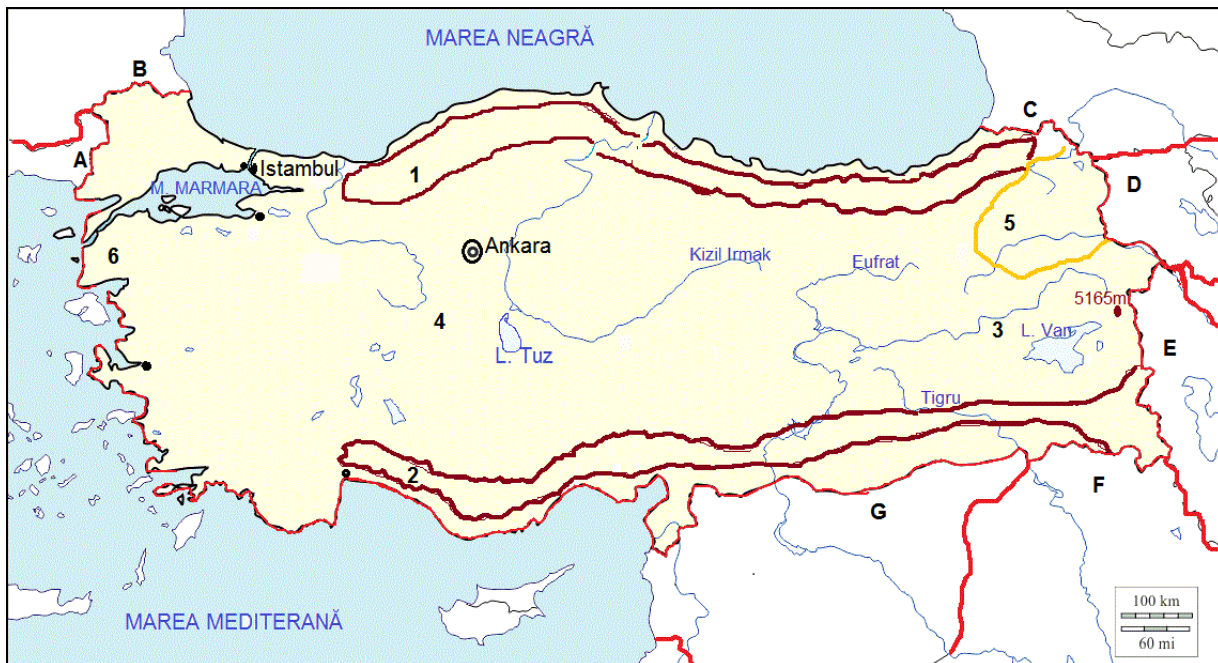 MAREA NEAGRĂ
B
C
A
Istambul
M. MARMARA
1
D
5
6
Ankara
Kizil Irmak
Eufrat
5165m
4
3
L. Van
E
L. Tuz
Tigru
2
F
G
100 km
60 mi
MAREA MEDITERANĂ